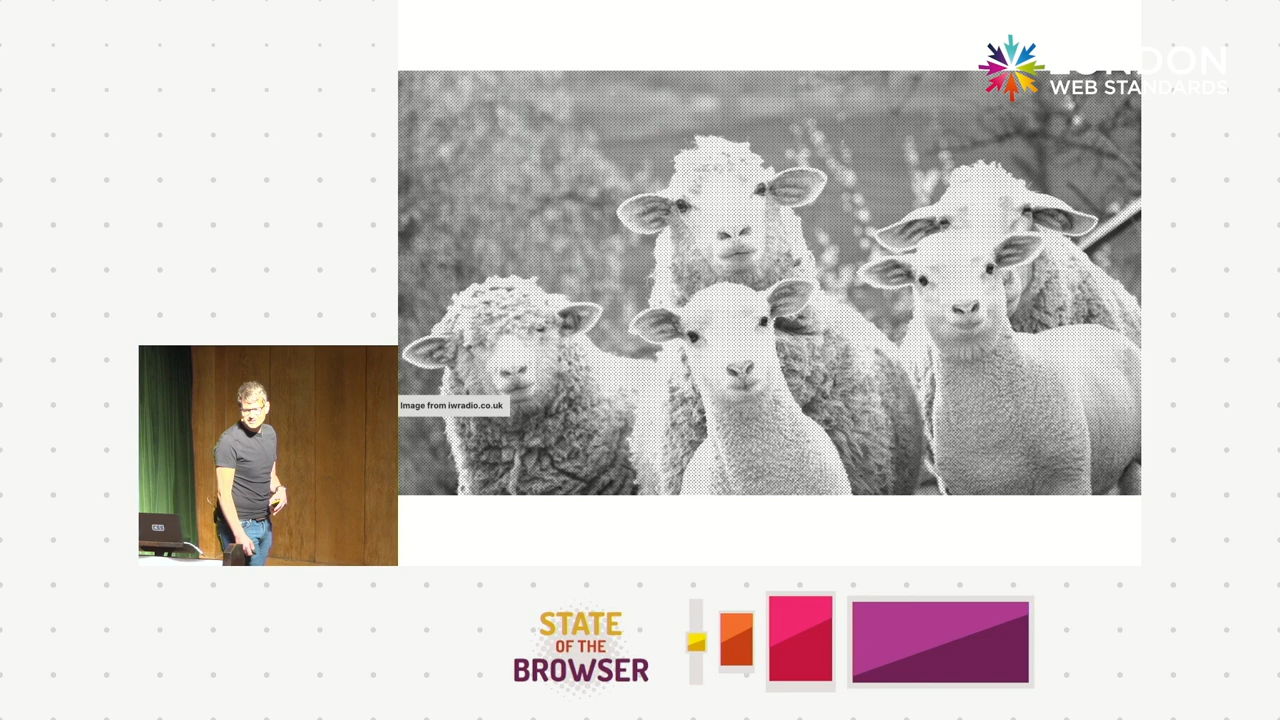 LONDON
WEB STANDARDS
Image from iwradio.co.uk
STATE
OF THE
BROWSER